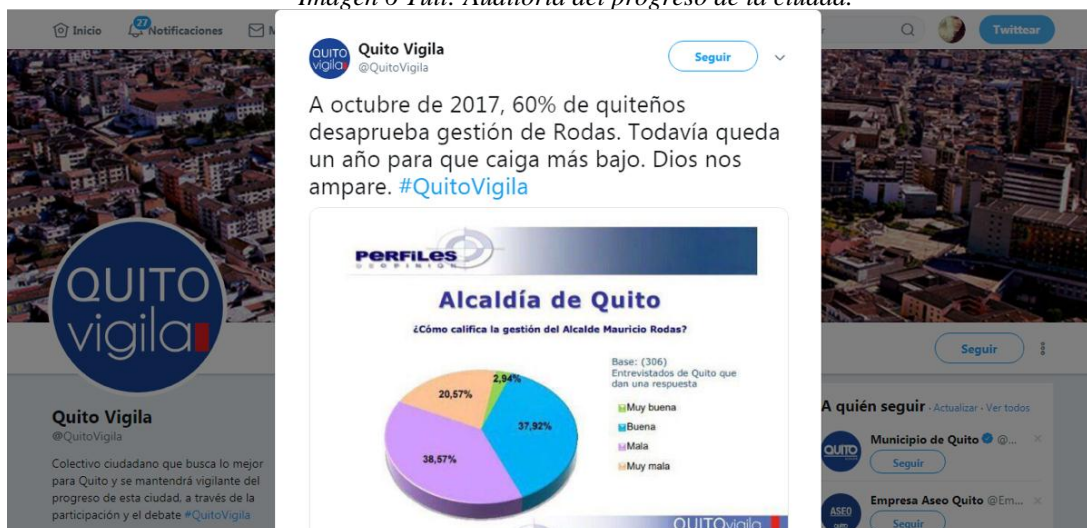 Imagen 6 Tuit: Auditoría del progreso de la ciudad.
Inicio
27
Notificaciones
M
Twittear
QUITO
vigila
Quito Vigila
@QuitoVigila
Seguir
A octubre de 2017, 60% de quiteños
desaprueba gestión de Rodas. Todavía queda
un año para que caiga más bajo. Dios nos
ampare. #QuitoVigila
PERFiLES
DE OPINION
Alcaldía de Quito
¿Cómo califica la gestión del Alcalde Mauricio Rodas?
Base: (306)
Entrevistados de Quito que
dan una respuesta
2,94%
20,57%
37,92%
38,57%
Muy buena
Buena
Mala
Muy mala
QUITOvigila
QUITO
vigila
Quito Vigila
@QuitoVigila
Colectivo ciudadano que busca lo mejor
para Quito y se mantendrá vigilante del
progreso de esta ciudad, a través de la
participación y el debate #QuitoVigila
Seguir
A quién seguir · Actualizar · Ver todos
QUITO
Municipio de Quito @...
Seguir
ASEO
Empresa Aseo Quito @Em...
Seguir